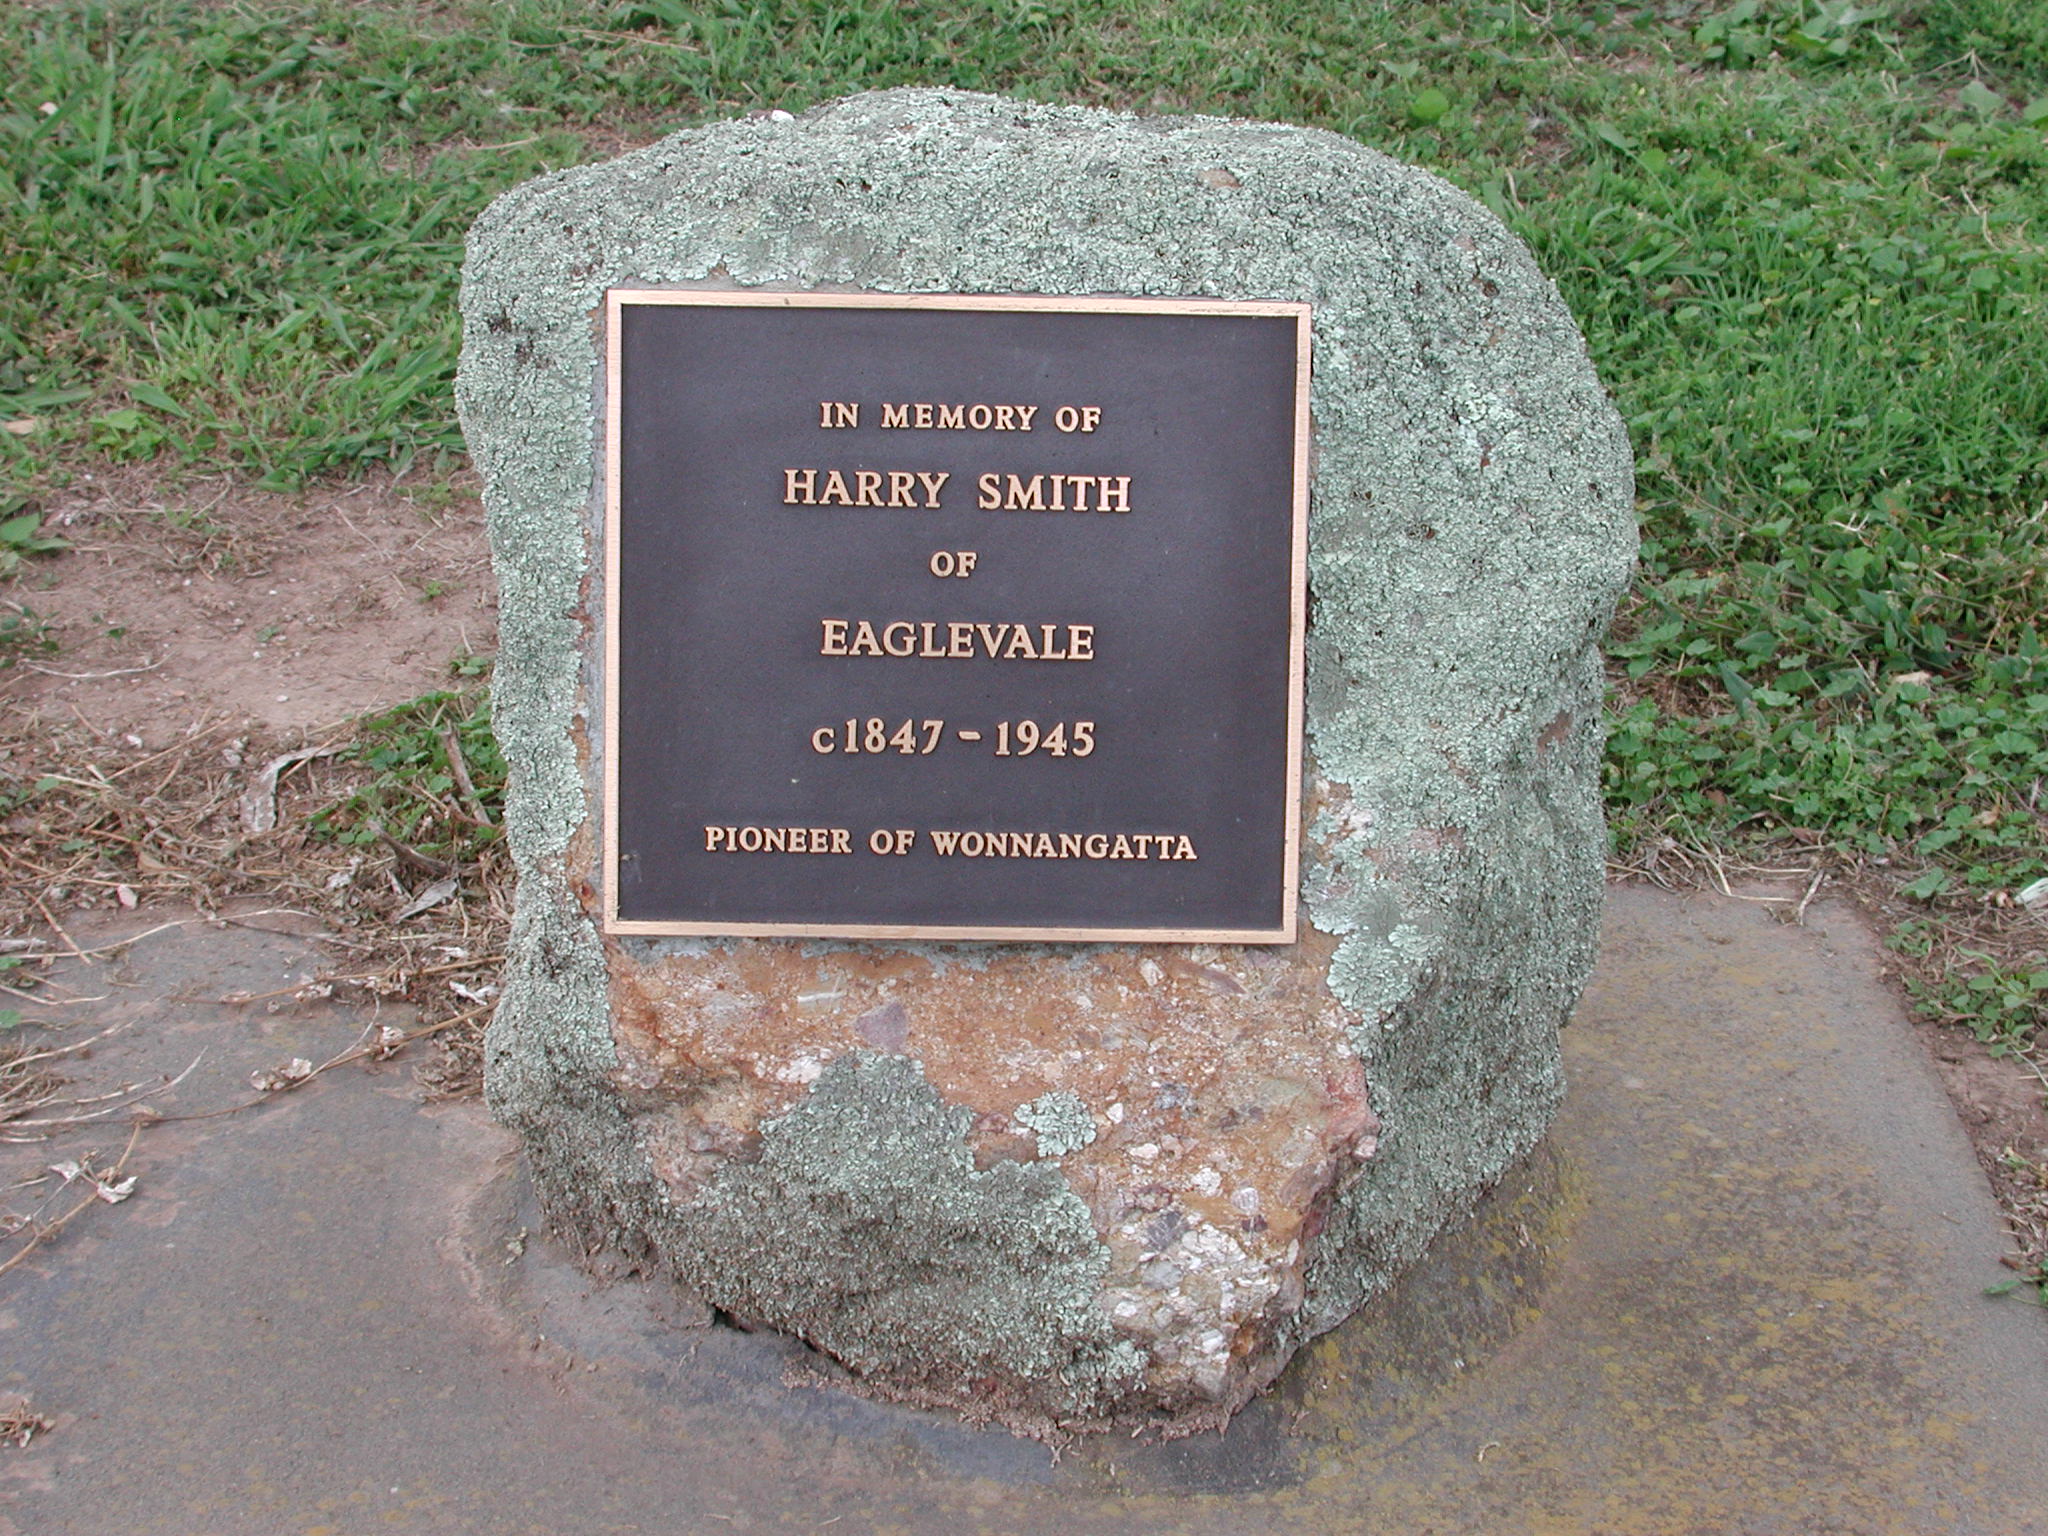 IN MEMORY OF
HARRY SMITH
OF
EAGLEVALE
c1847 - 1945
PIONEER OF WONNANGATTA